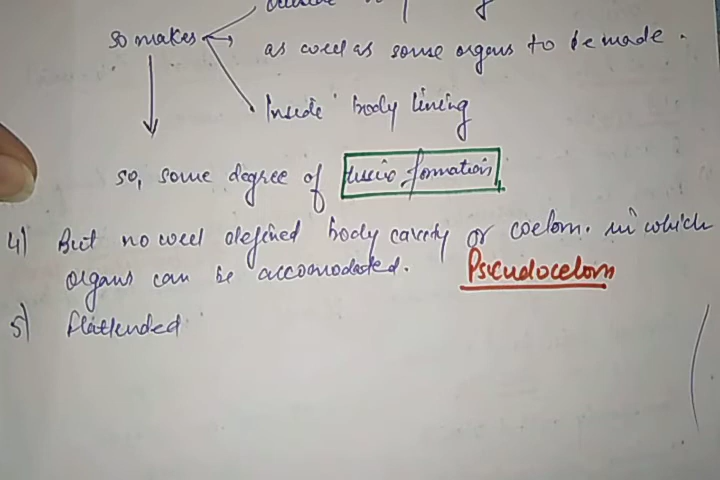 so makes
as well as some organs to be made.
Inside body lining
so, some degree of formation
4) But no well defined body cavity or coelom. in which
organs can be accomodated. Pseudocelom
5) flattended